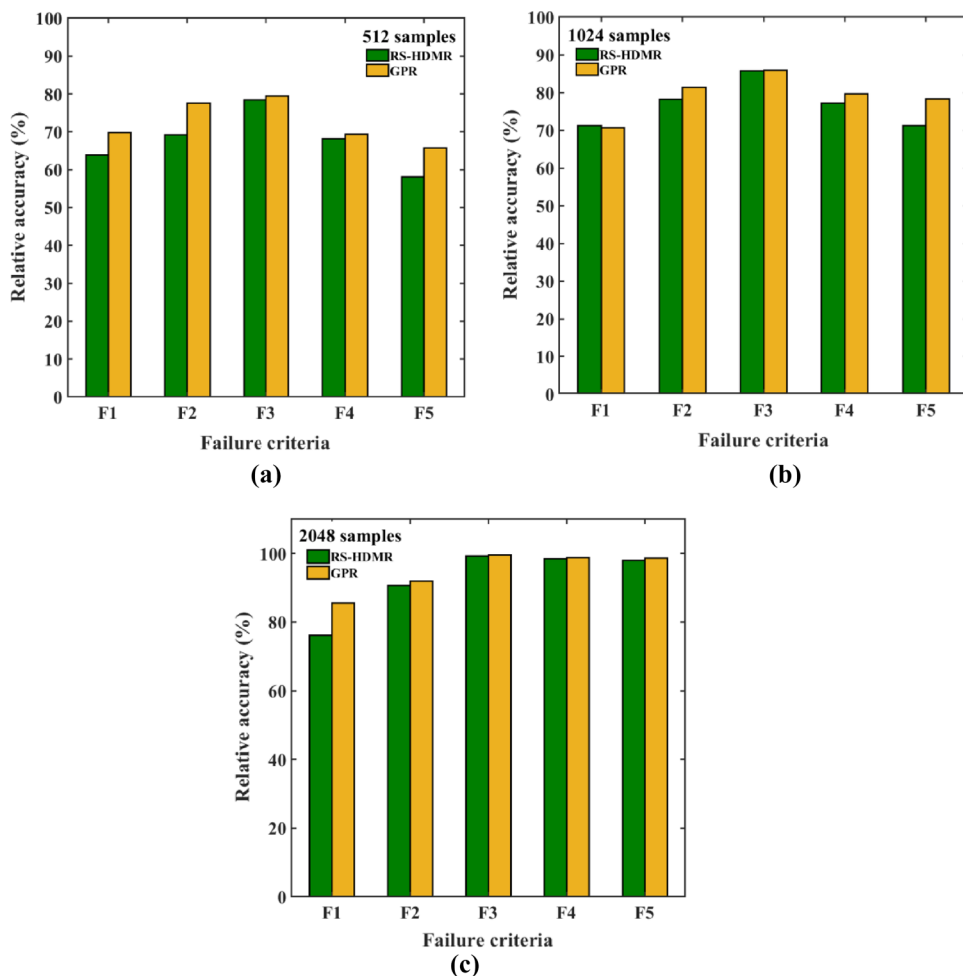 512 samples
RS-HDMR
GPR
Relative accuracy (%)
100
90
80
70
60
50
40
30
20
10
0
F1 F2 F3 F4 F5
Failure criteria
(a)
1024 samples
RS-HDMR
GPR
Relative accuracy (%)
100
90
80
70
60
50
40
30
20
10
0
F1 F2 F3 F4 F5
Failure criteria
(b)
2048 samples
RS-HDMR
GPR
Relative accuracy (%)
100
80
60
40
20
0
F1 F2 F3 F4 F5
Failure criteria
(c)